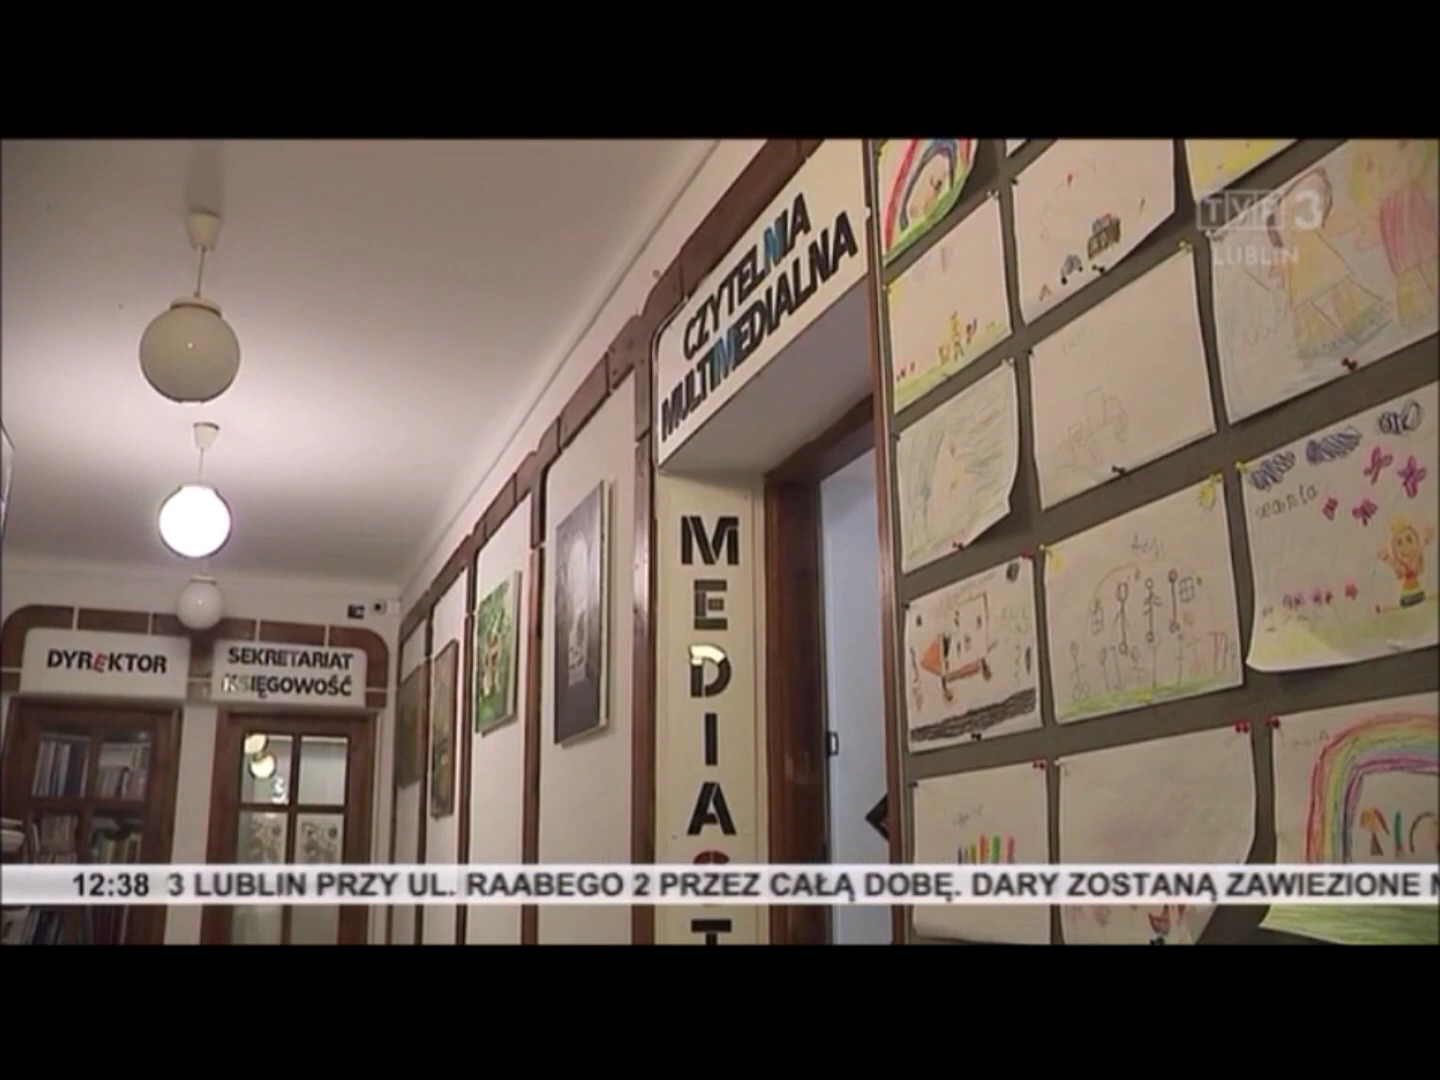 TVP3
LUBLIN
CZYTELNIA
MULTIMEDIALNA
MEDIAT
DYREKTOR
SEKRETARIAT
KSIĘGOWOŚĆ
12:38 3 LUBLIN PRZY UL. RAABEGO 2 PRZEZ CAŁĄ DOBĘ. DARY ZOSTANĄ ZAWIEZIONE